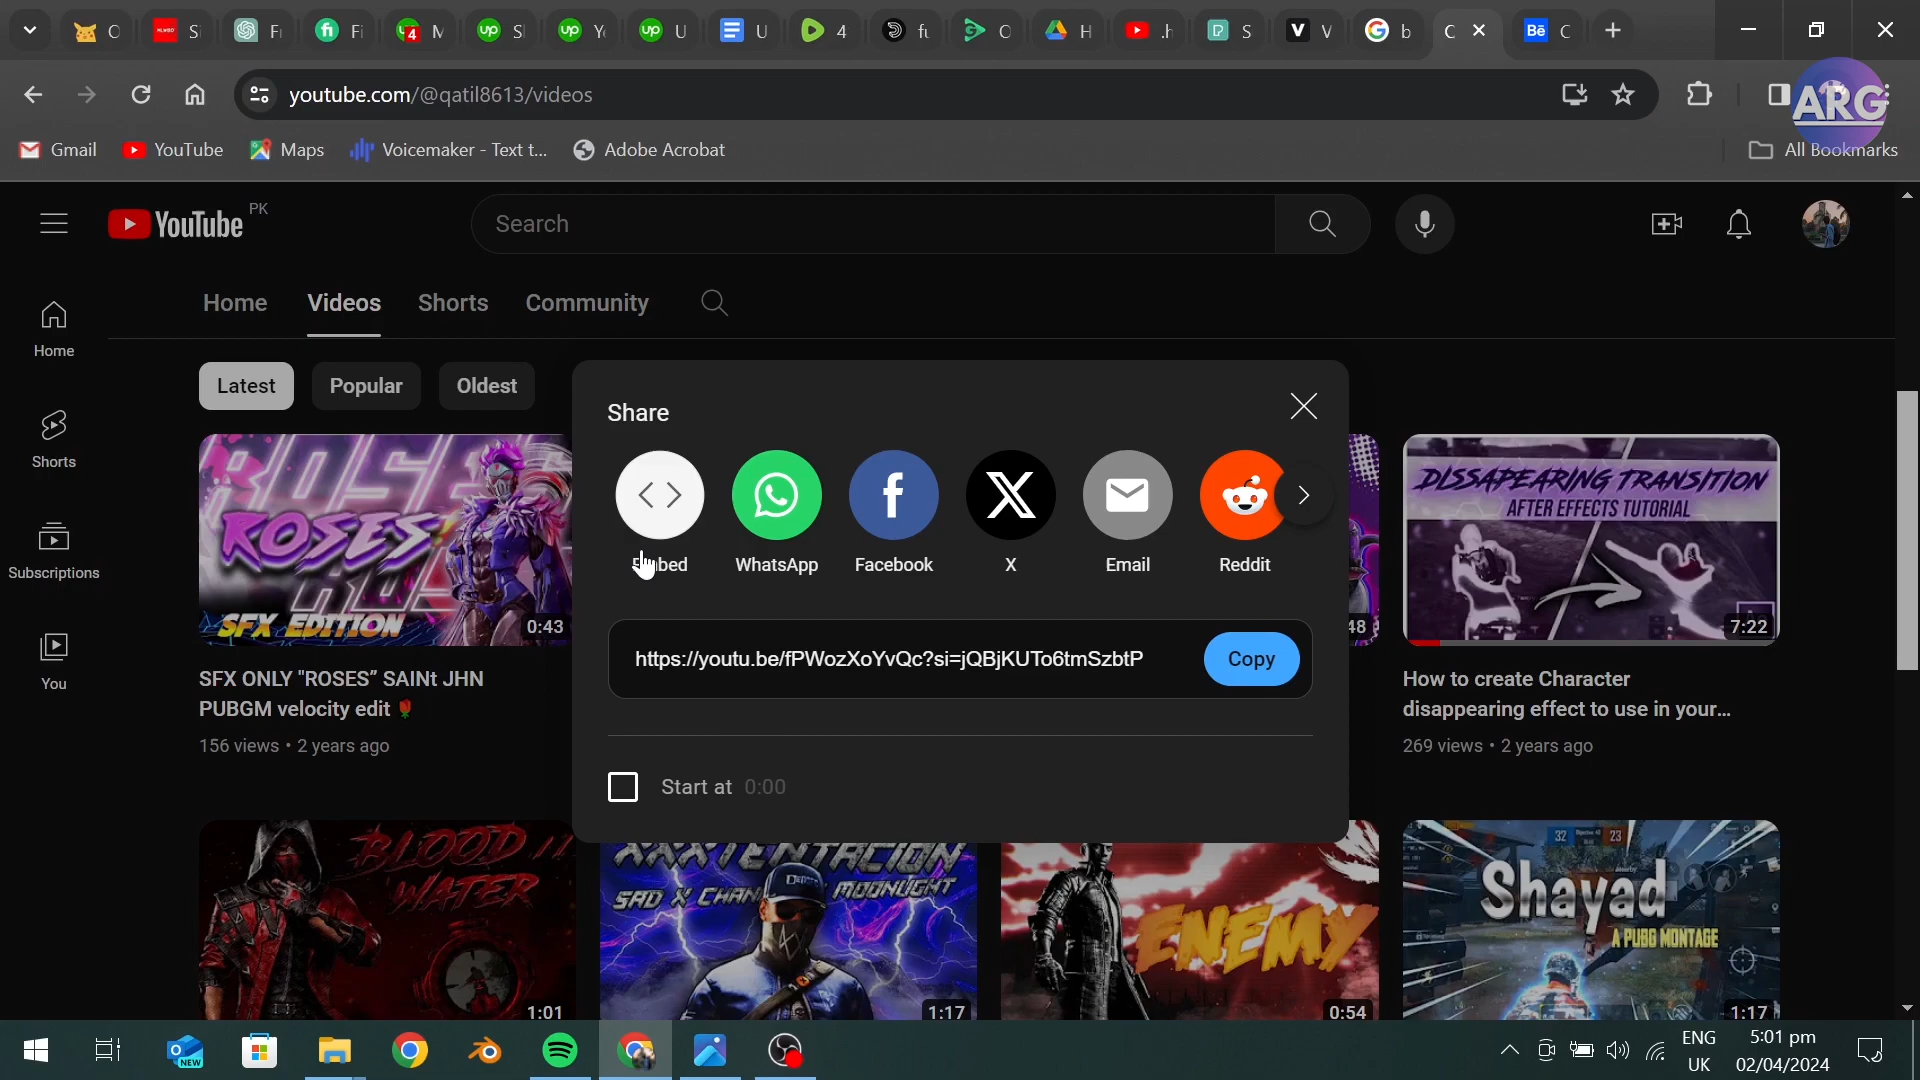 youtube.com/@qatil8613/videos
ARG
Gmail
YouTube
Maps
Voicemaker - Text t...
Adobe Acrobat
All Bookmarks
YouTube PK
Search
Home
Videos
Shorts
Community
Home
Shorts
Subscriptions
You
Latest
Popular
Oldest
Share
WhatsApp
Facebook
X
Email
Reddit
https://youtu.be/fPWozXoYvQc?si=jQBjKUTo6tmSzbtP
Copy
Start at 0:00
ROSES
SFX EDITION
0:43
SFX ONLY "ROSES” SAINt JHN
PUBGM velocity edit
156 views • 2 years ago
DISSAPEARING TRANSITION
AFTER EFFECTS TUTORIAL
7:22
How to create Character
disappearing effect to use in your...
269 views • 2 years ago
BLOOD //
WATER
1:01
XXXTENTACION
SAD X CHAN
MOONLIGHT
1:17
ENEMY
0:54
32
23
Shayad
A PUBG MONTAGE
1:17
ENG
UK
5:01 pm
02/04/2024